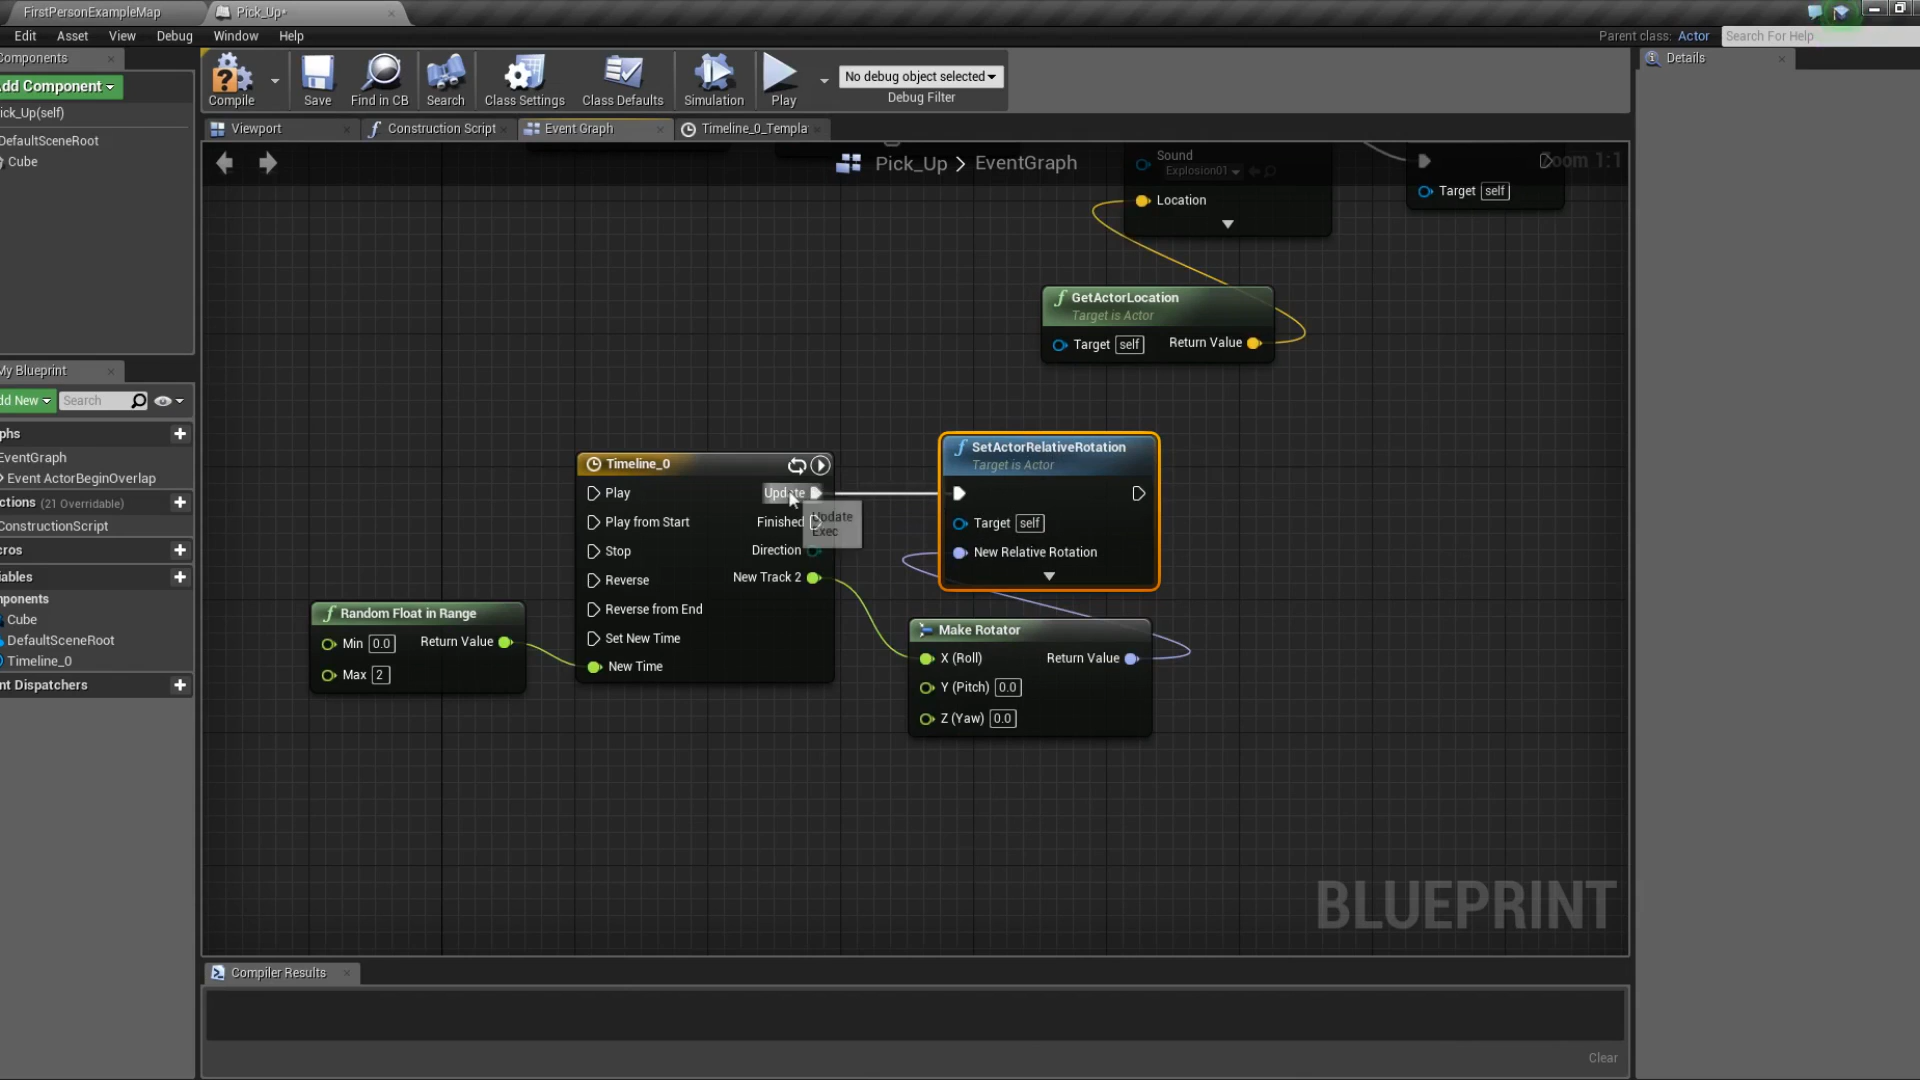 FirstPersonExampleMap
Pick_Up*
Edit
Asset
View
Debug
Window
Help
Parent class: Actor
Search For Help
Components
dd Component
Compile
Save
Find in CB
Search
Class Settings
Class Defaults
Simulation
Play
No debug object selected
Debug Filter
Details
ick_Up(self)
DefaultSceneRoot
Cube
Viewport
Construction Script
Event Graph
Timeline_0_Templa
Pick_Up > EventGraph
Zoom 1:1
Sound
Explosion01
Location
Target self
GetActorLocation
Target is Actor
Target self
Return Value
My Blueprint
dd New
Search
phs
EventGraph
Event ActorBeginOverlap
ctions (21 Overridable)
ConstructionScript
cros
iables
mponents
Cube
DefaultSceneRoot
Timeline_0
nt Dispatchers
Timeline_0
Play
Update
Play from Start
Finished
Stop
Direction
Reverse
New Track 2
Reverse from End
Set New Time
New Time
Update
Exec
SetActorRelativeRotation
Target is Actor
Target self
New Relative Rotation
Random Float in Range
Min 0.0
Return Value
Max 2
Make Rotator
X (Roll)
Return Value
Y (Pitch) 0.0
Z (Yaw) 0.0
BLUEPRINT
Compiler Results
Clear